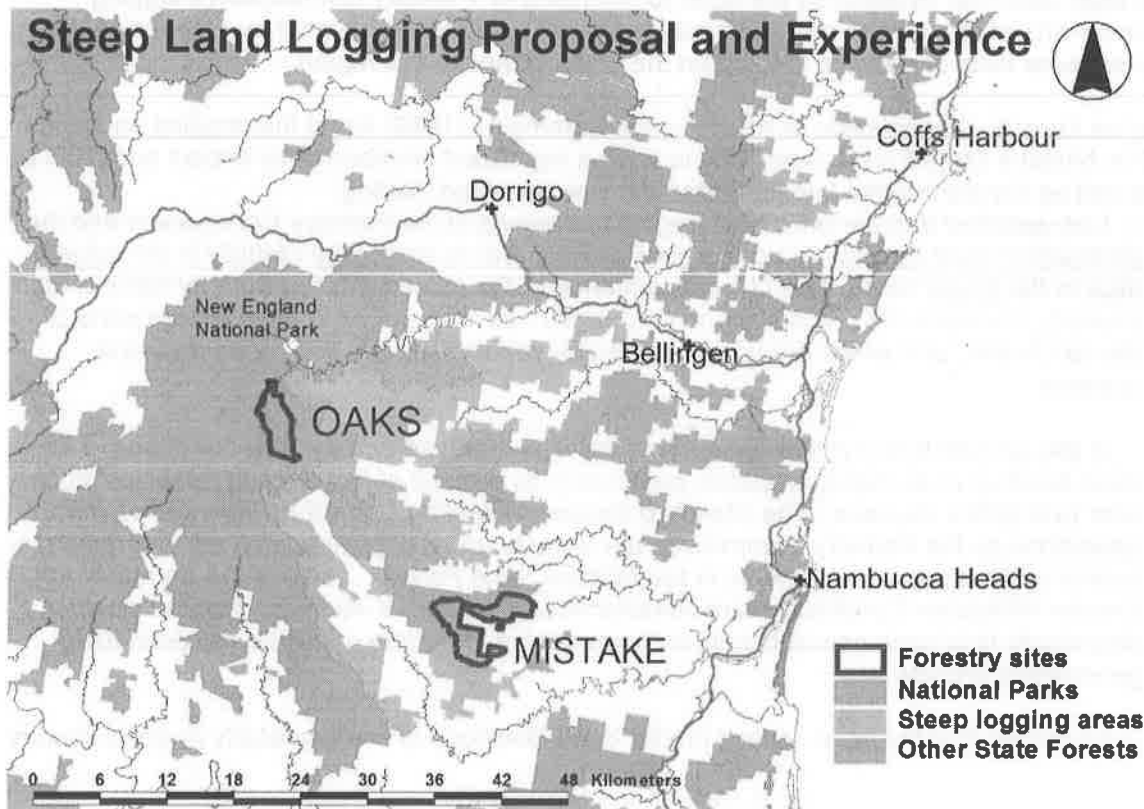 Steep Land Logging Proposal and Experience
Coffs Harbour
Dorrigo
New England
National Park
Bellingen
OAKS
Nambucca Heads
MISTAKE
Forestry sites
National Parks
Steep logging areas
Other State Forests
0 6 12 18 24 30 36 42 48 Kilometers